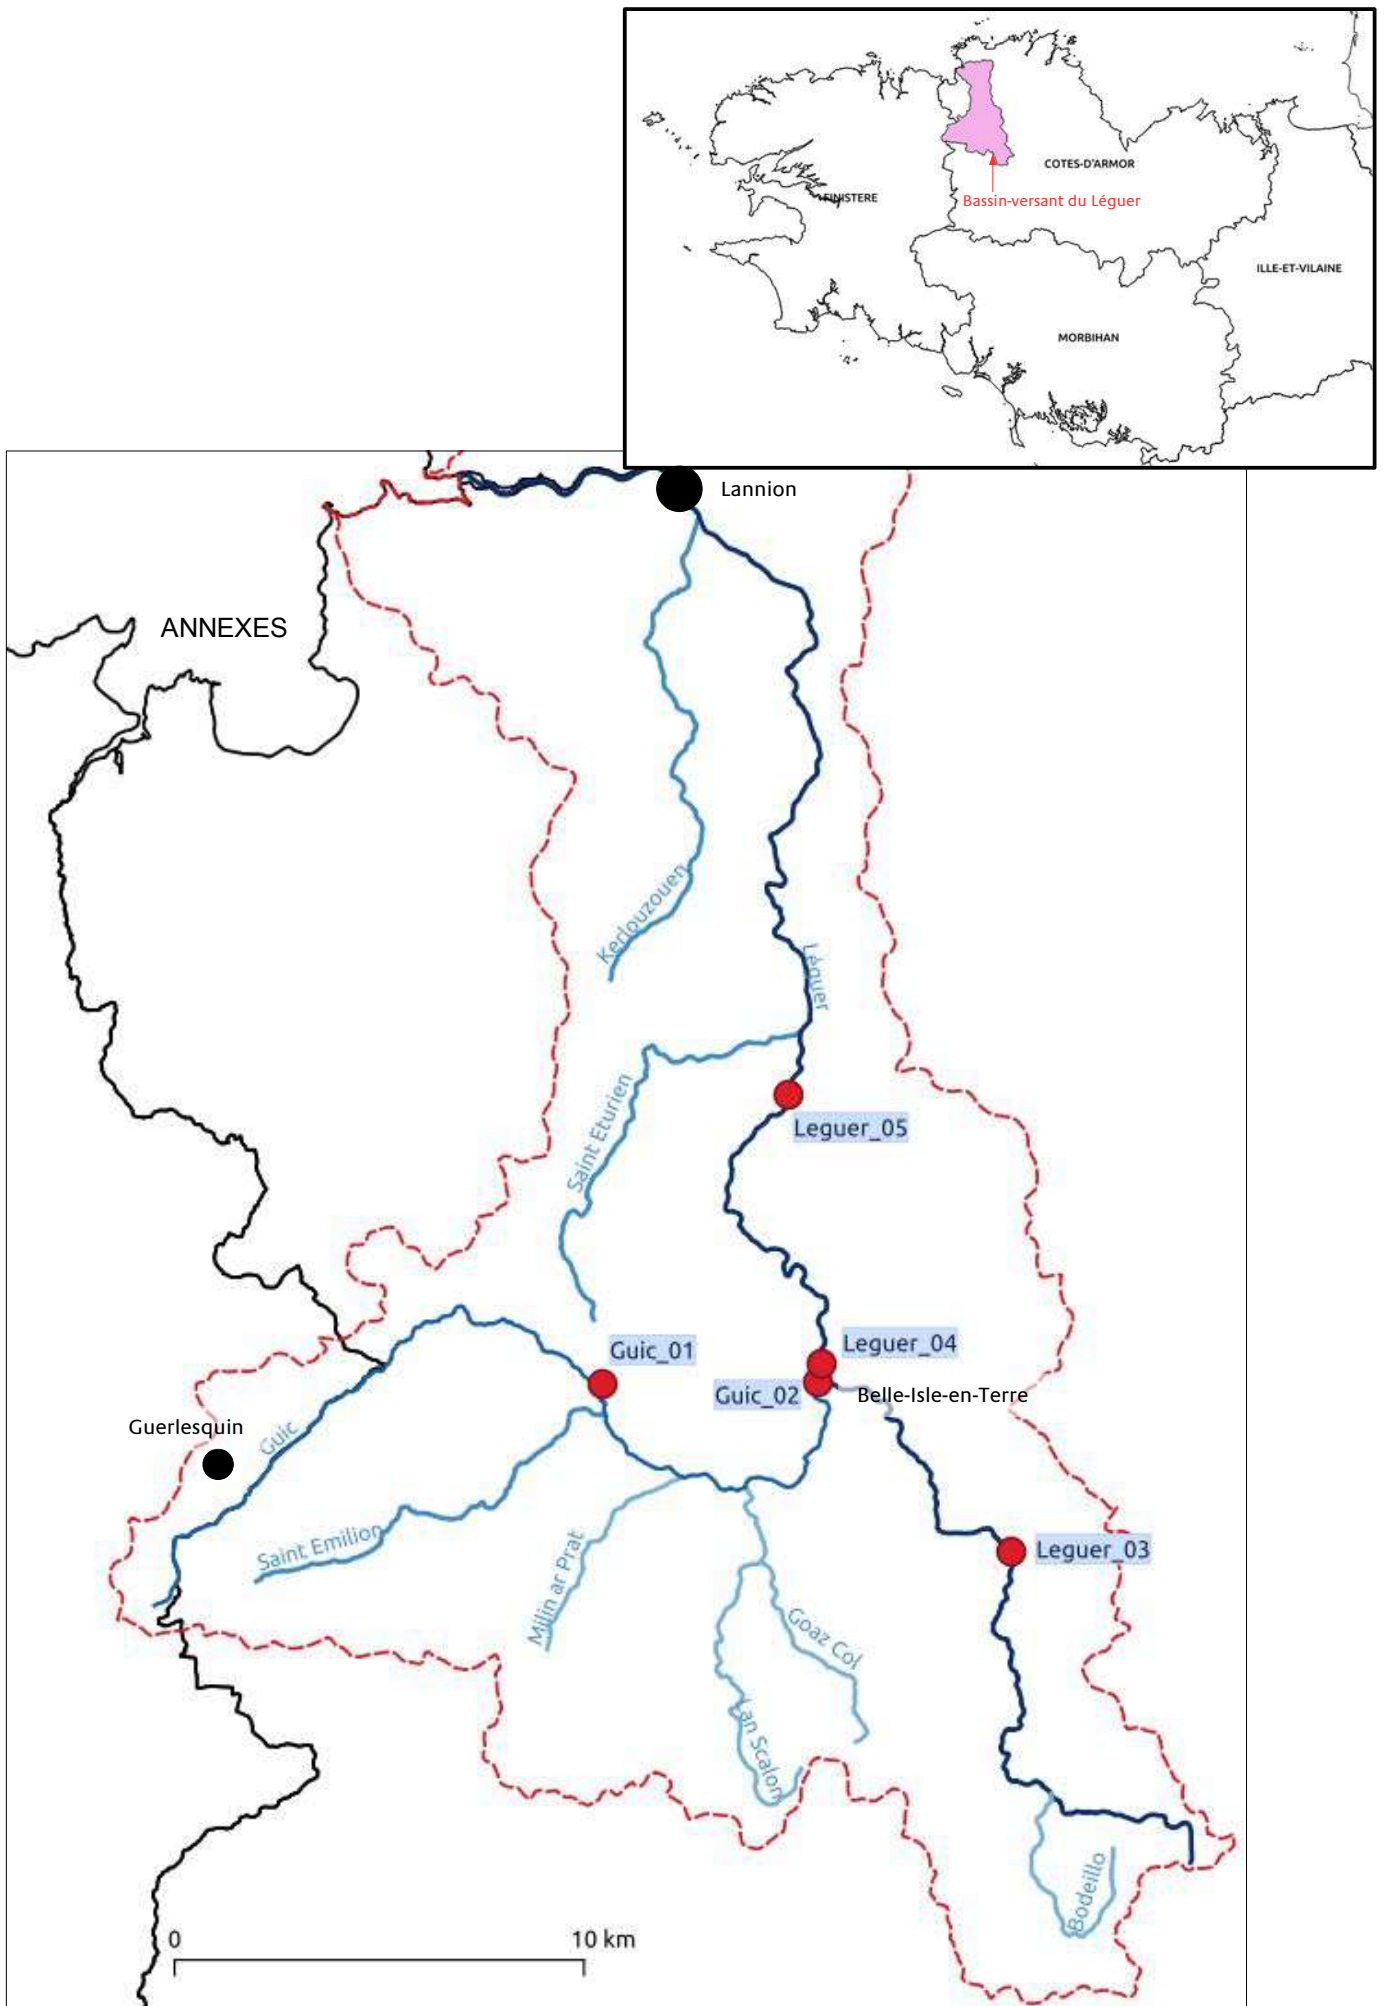 COTES-D'ARMOR
FINISTERE
Bassin-versant du Léguer
ILLE-ET-VILAINE
MORBIHAN
Lannion
ANNEXES
Kerlouzouen
Léguer
Saint Eturien
Leguer_05
Guic_01
Leguer_04
Guic_02
Belle-Isle-en-Terre
Guerlesquin
Guic
Saint Emilion
Milin ar Prat
Leguer_03
Goaz Col
Lan Scalon
Bodeillo
0
10 km